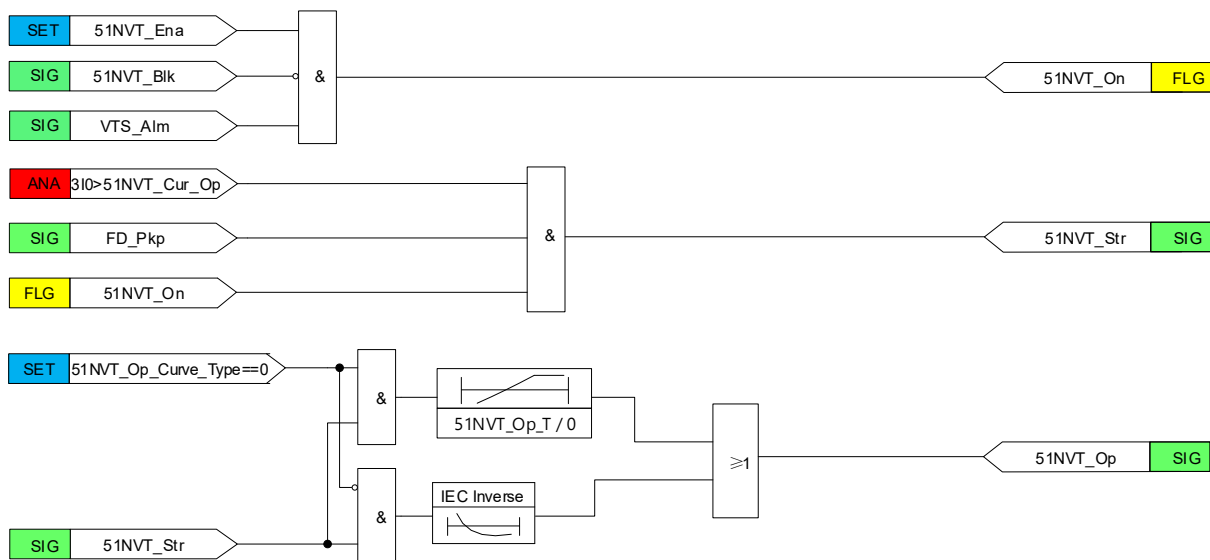 SET 51NVT_Ena
SIG 51NVT_Blk
&
51NVT_On FLG
SIG VTS_Alm
ANA 3I0>51NVT_Cur_Op
SIG FD_Pkp
&
51NVT_Str SIG
FLG 51NVT_On
SET 51NVT_Op_Curve_Type==0
&
51NVT_Op_T / 0
≥1
51NVT_Op SIG
IEC Inverse
&
SIG 51NVT_Str